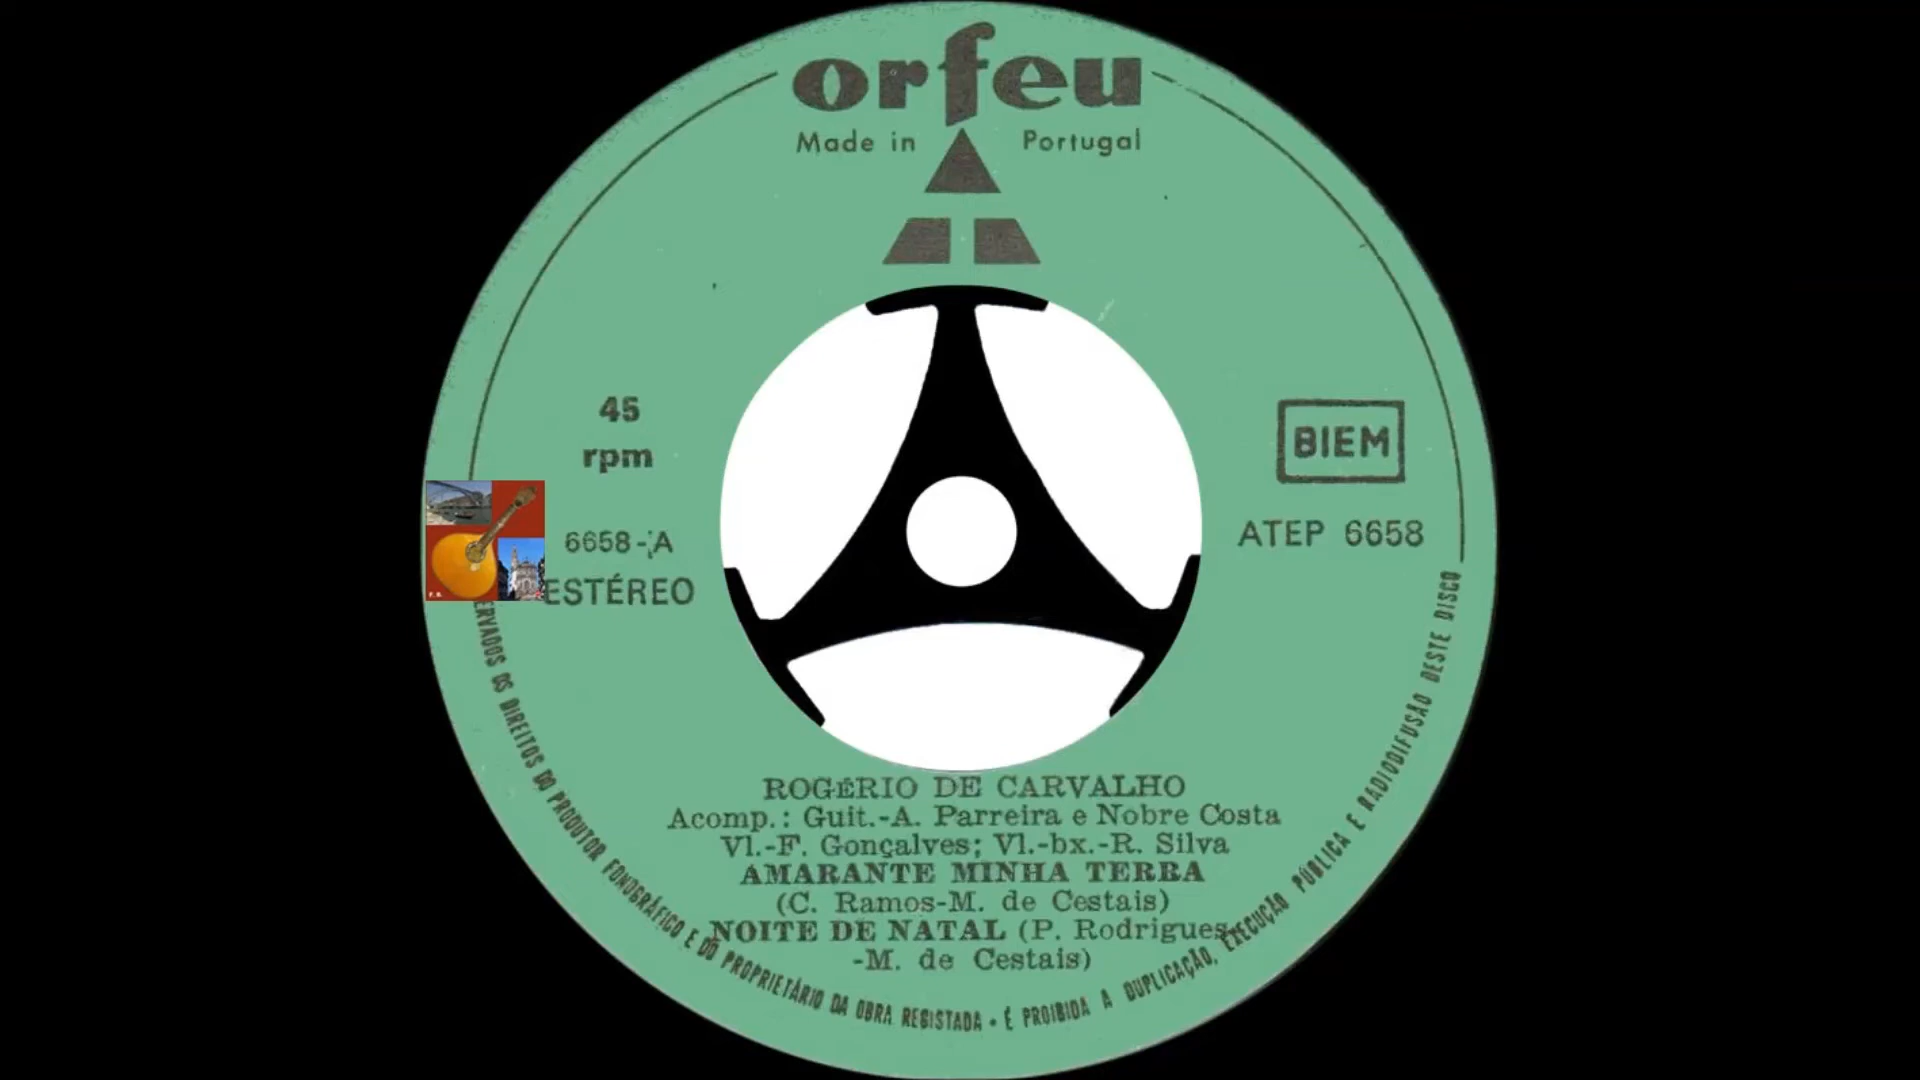 orfeu
Made in Portugal
45
rpm
6658-A
ESTÉREO
BIEM
ATEP 6658
ROGÉRIO DE CARVALHO
Acomp.: Guit.-A. Parreira e Nobre Costa
Vl.-F. Gonçalves; Vl.-bx.-R. Silva
AMARANTE MINHA TERRA
(C. Ramos-M. de Cestais)
NOITE DE NATAL (P. Rodrigues-
-M. de Cestais)
ERVADOS OS DIREITOS DO PRODUTOR FONOGRÁFICO E DO PROPRIETÁRIO DA OBRA REGISTADA • É PROIBIDA A DUPLICAÇÃO, EXECUÇÃO PÚBLICA E RADIODIFUSÃO DESTE DISCO